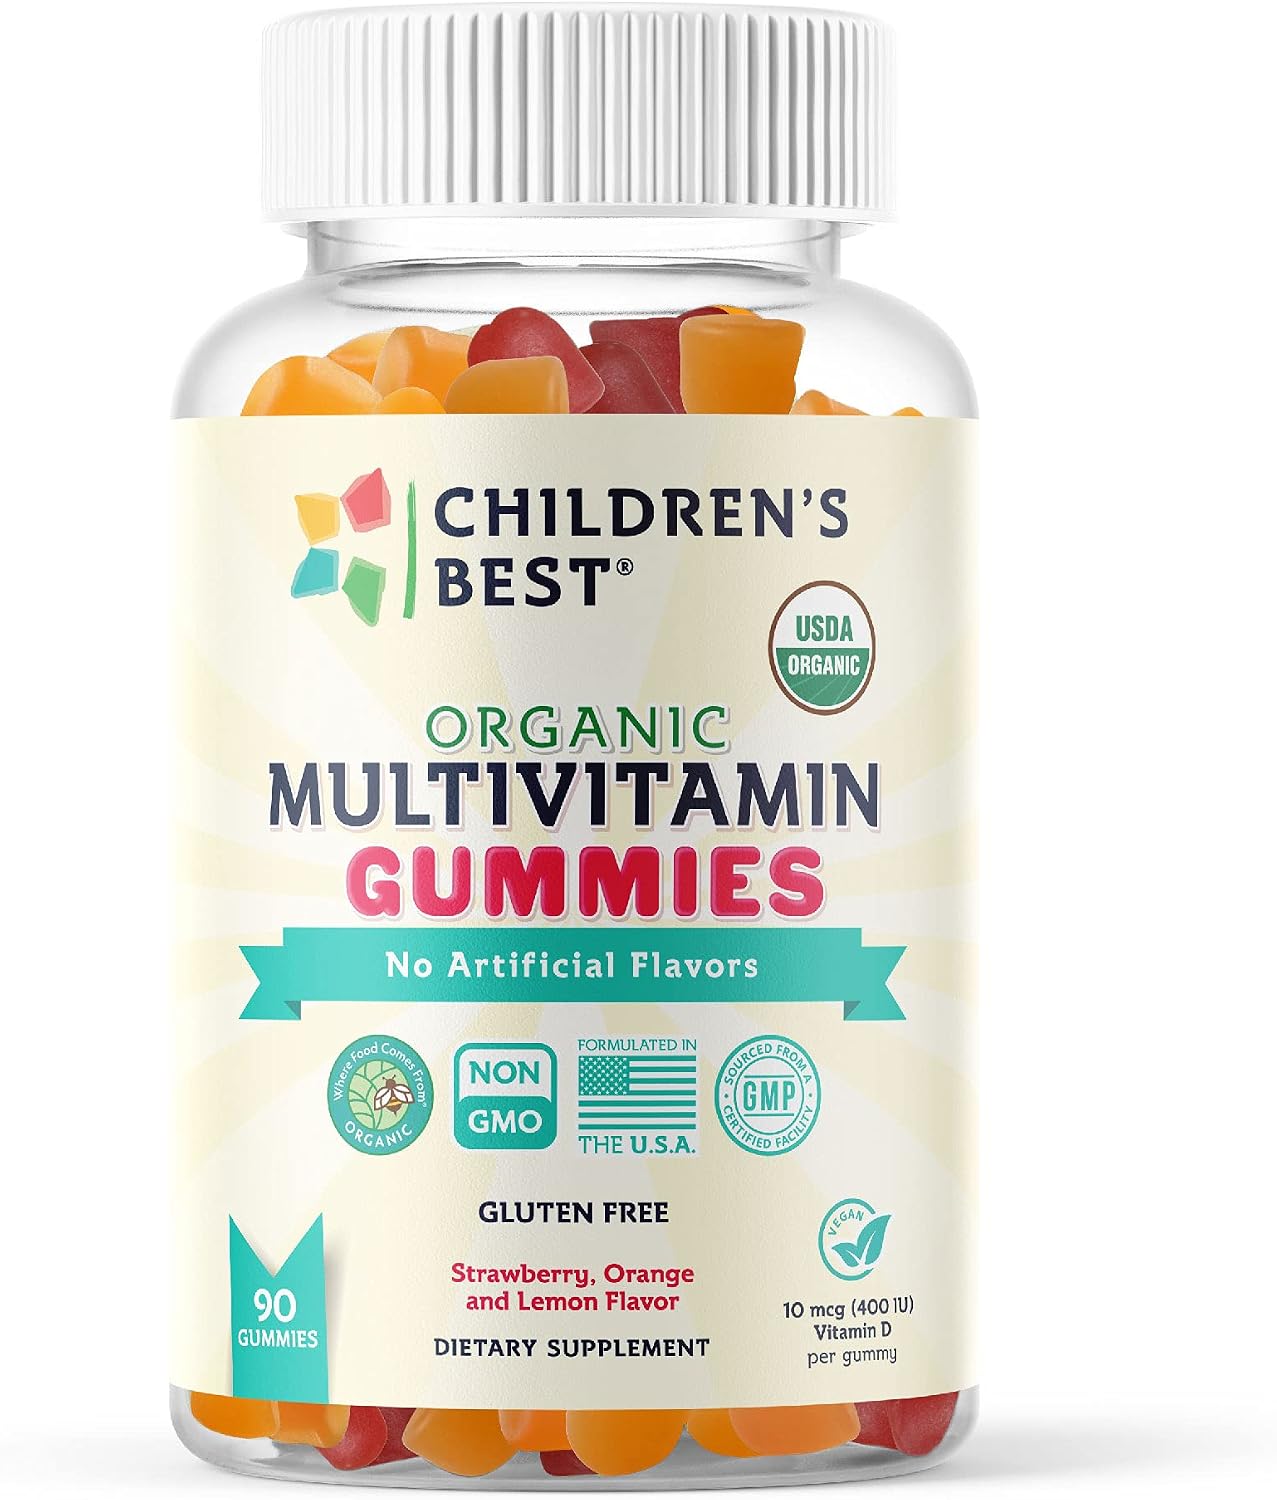 CHILDREN'S
BEST®
USDA
ORGANIC
ORGANIC
MULTIVITAMIN
GUMMIES
No Artificial Flavors
Where Food Comes From®
ORGANIC
NON
GMO
FORMULATED IN
THE U.S.A.
SOURCED FROM A
GMP
CERTIFIED FACILITY
GLUTEN FREE
VEGAN
Strawberry, Orange
and Lemon Flavor
90
GUMMIES
DIETARY SUPPLEMENT
10 mcg (400 IU)
Vitamin D
per gummy